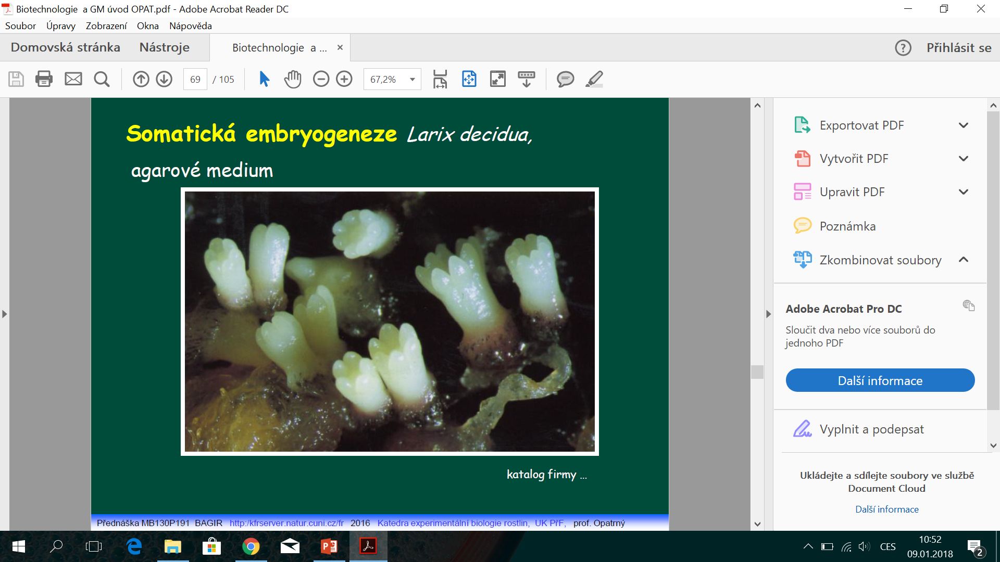 Biotechnologie  a GM úvod OPAT.pdf - Adobe Acrobat Reader DC
Soubor Úpravy Zobrazení Okna Nápověda
Domovská stránka Nástroje Biotechnologie  a ... × ? Přihlásit se
69 / 105 67,2%
Somatická embryogeneze Larix decidua,
agarové medium
katalog firmy ...
Přednáška MB130P191  BAGIR  http:/kfrserver.natur.cuni.cz/fr  2016  Katedra experimentální biologie rostlin,  UK PřF,  prof. Opatrný
Exportovat PDF
Vytvořit PDF
Upravit PDF
Poznámka
Zkombinovat soubory
Adobe Acrobat Pro DC
Sloučit dva nebo více souborů do
jednoho PDF
Další informace
Vyplnit a podepsat
Ukládejte a sdílejte soubory ve službě
Document Cloud
Další informace
CES
10:52
09.01.2018
2